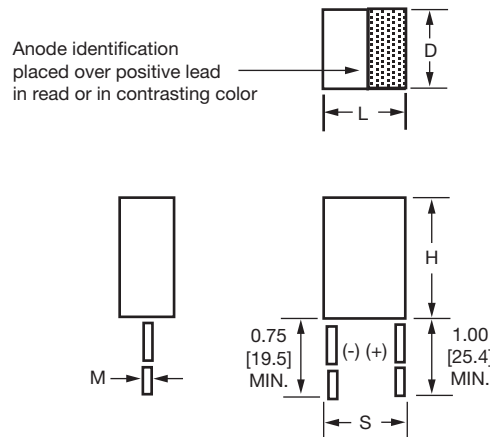 Anode identification
placed over positive lead
in read or in contrasting color
D
L
H
0.75
[19.5]
MIN.
(-) (+)
1.00
[25.4]
MIN.
M
S